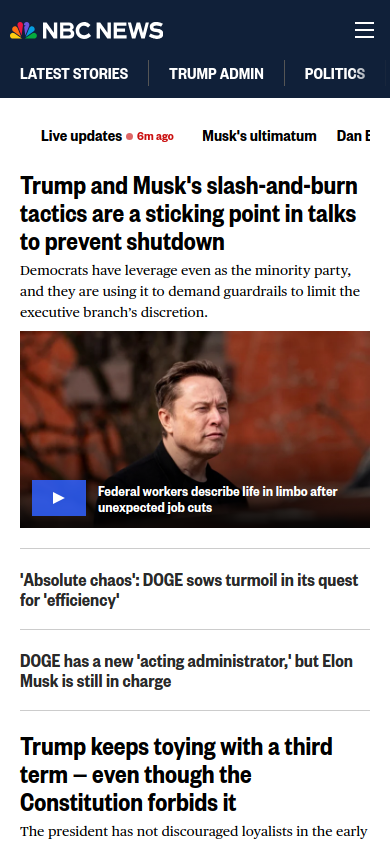 NBC NEWS
LATEST STORIES
TRUMP ADMIN
POLITICS
Live updates
6m ago
Musk's ultimatum
Dan
Trump and Musk's slash-and-burn
tactics are a sticking point in talks
to prevent shutdown
Democrats have leverage even as the minority party,
and they are using it to demand guardrails to limit the
executive branch’s discretion.
Federal workers describe life in limbo after
unexpected job cuts
'Absolute chaos': DOGE sows turmoil in its quest
for 'efficiency'
DOGE has a new 'acting administrator,' but Elon
Musk is still in charge
Trump keeps toying with a third
term — even though the
Constitution forbids it
The president has not discouraged loyalists in the early